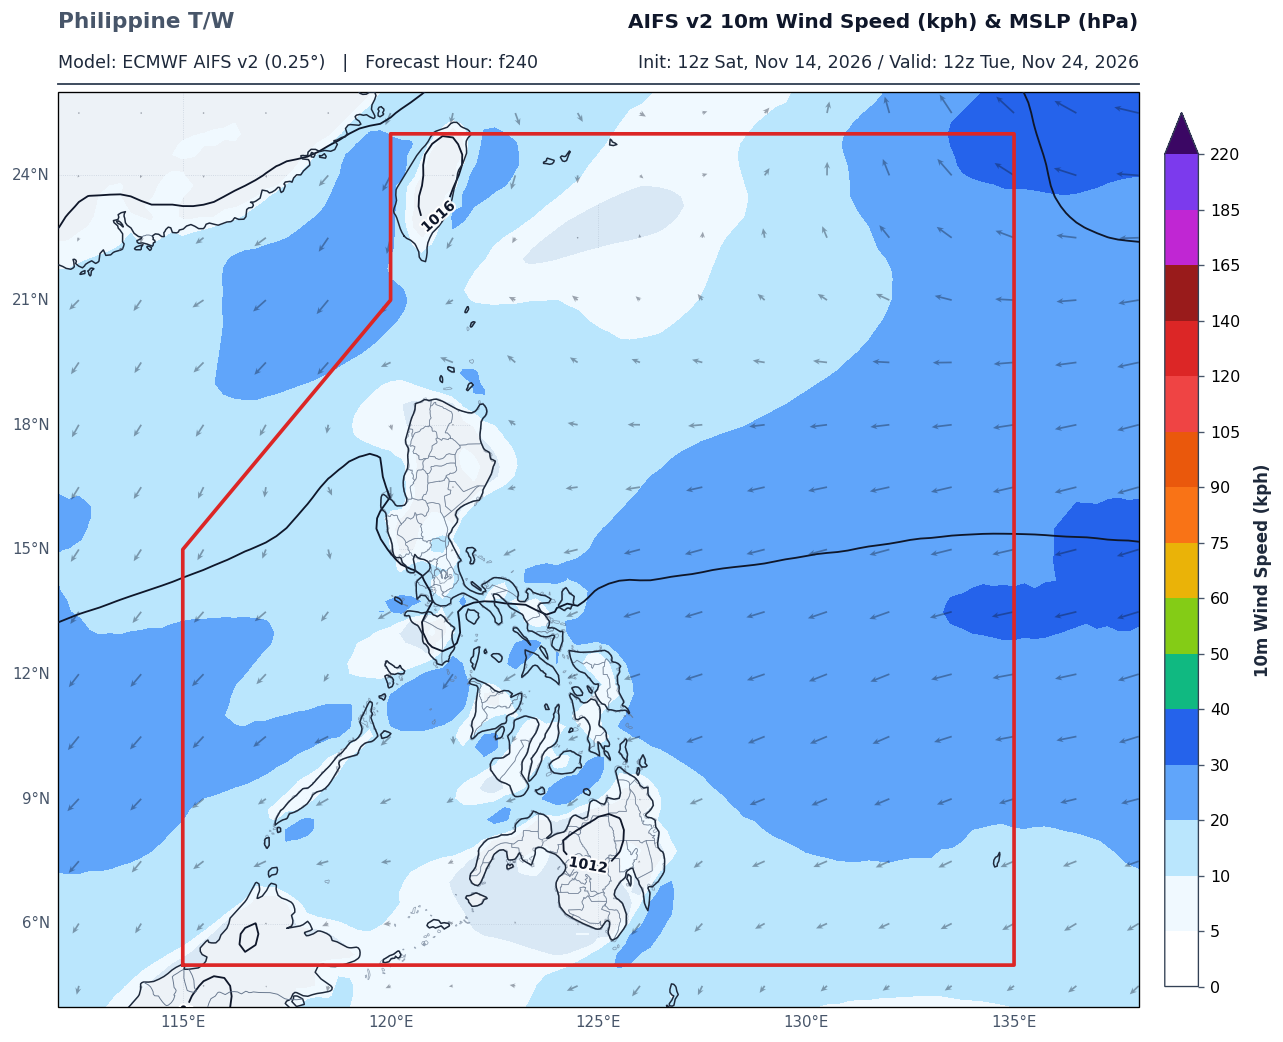 Philippine T/W
AIFS v2 10m Wind Speed (kph) & MSLP (hPa)
Model: ECMWF AIFS v2 (0.25°) | Forecast Hour: f240
Init: 12z Sat, Nov 14, 2026 / Valid: 12z Tue, Nov 24, 2026
24°N
21°N
18°N
15°N
12°N
9°N
6°N
1016
1012
115°E
120°E
125°E
130°E
135°E
220
185
165
140
120
105
90
75
60
50
40
30
20
10
5
0
10m Wind Speed (kph)